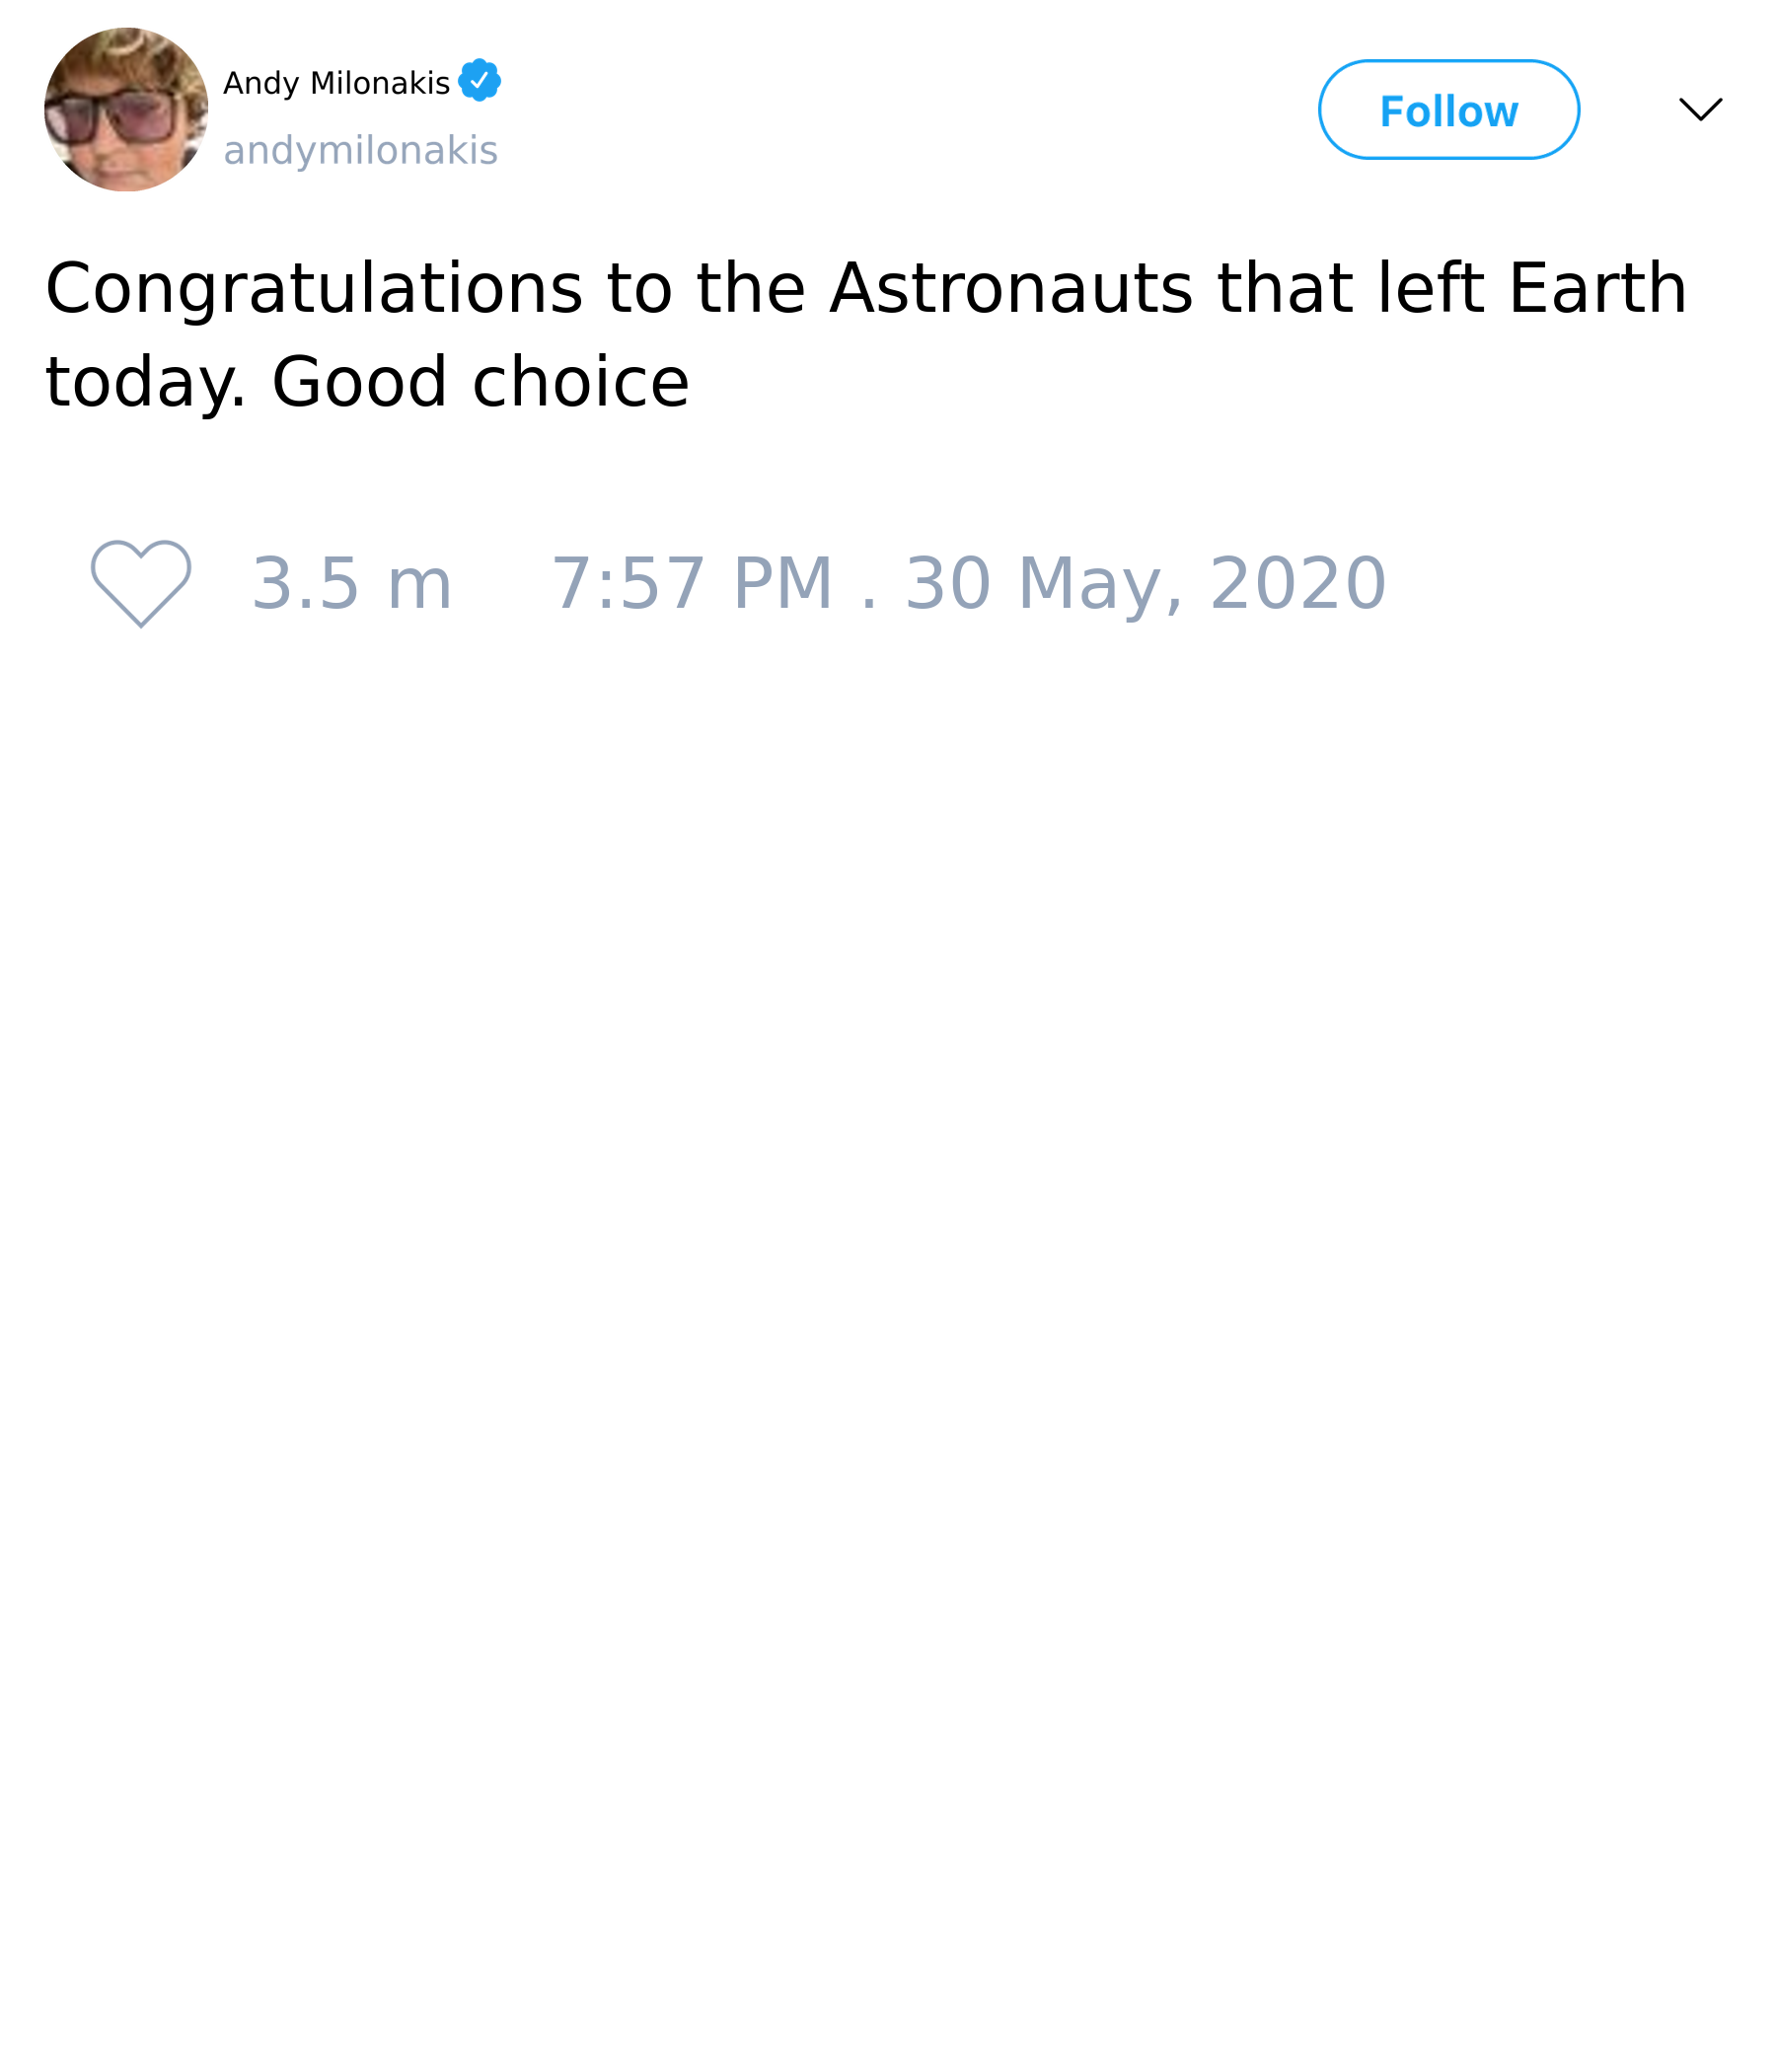 Andy Milonakis
andymilonakis
Follow
Congratulations to the Astronauts that left Earth
today. Good choice
3.5 m 7:57 PM . 30 May, 2020